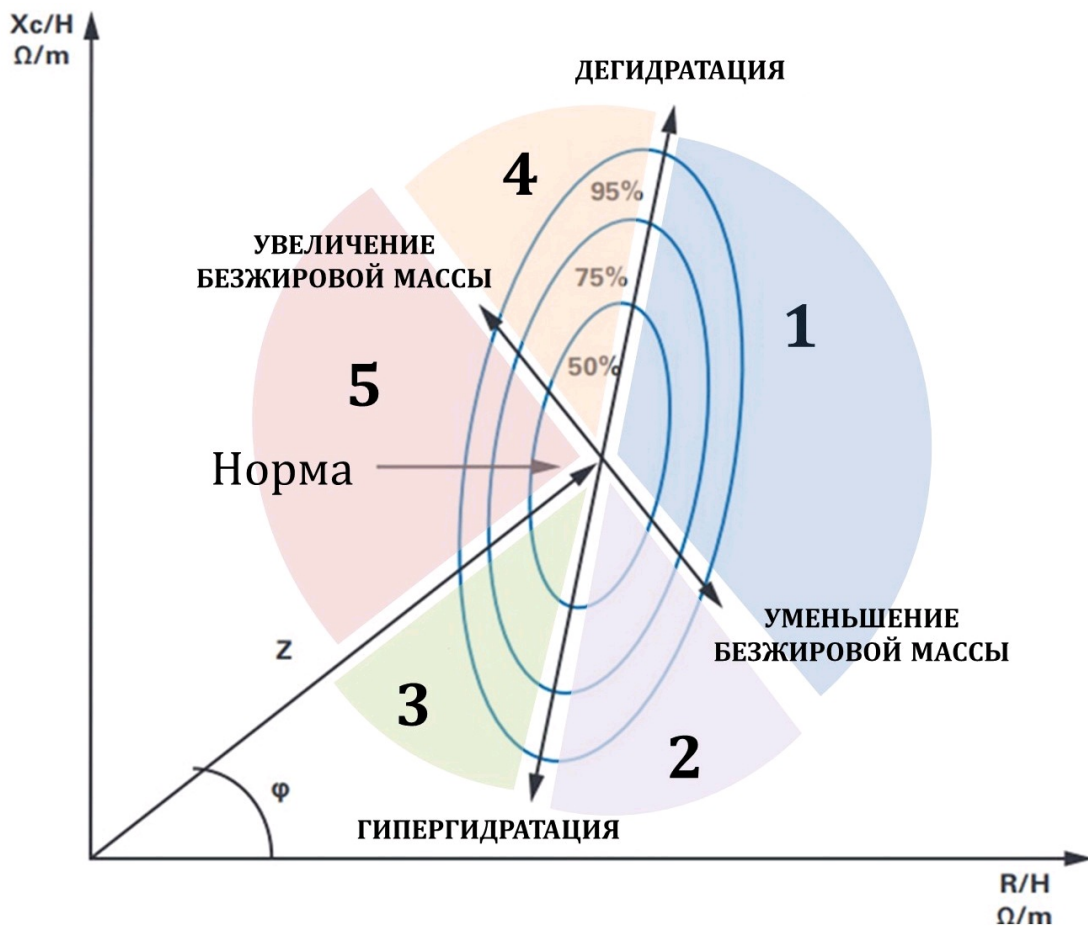 Xc/H
Ω/m
ДЕГИДРАТАЦИЯ
4
95%
УВЕЛИЧЕНИЕ
БЕЗЖИРОВОЙ МАССЫ
75%
1
5
50%
Норма
УМЕНЬШЕНИЕ
БЕЗЖИРОВОЙ МАССЫ
Z
3
2
φ
ГИПЕРГИДРАТАЦИЯ
R/H
Ω/m